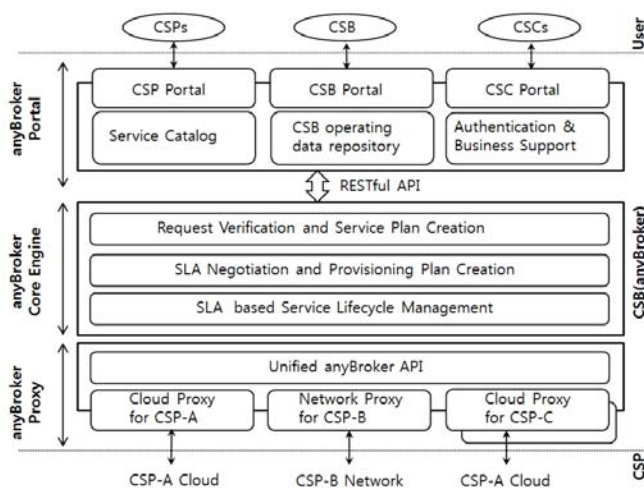 CSPs
CSB
CSCs
User
anyBroker
Portal
CSP Portal
CSB Portal
CSC Portal
Service Catalog
CSB operating
data repository
Authentication &
Business Support
RESTful API
anyBroker
Core Engine
Request Verification and Service Plan Creation
SLA Negotiation and Provisioning Plan Creation
SLA based Service Lifecycle Management
CSB(anyBroker)
anyBroker
Proxy
Unified anyBroker API
Cloud Proxy
for CSP-A
Network Proxy
for CSP-B
Cloud Proxy
for CSP-C
CSP-A Cloud
CSP-B Network
CSP-A Cloud
CSP